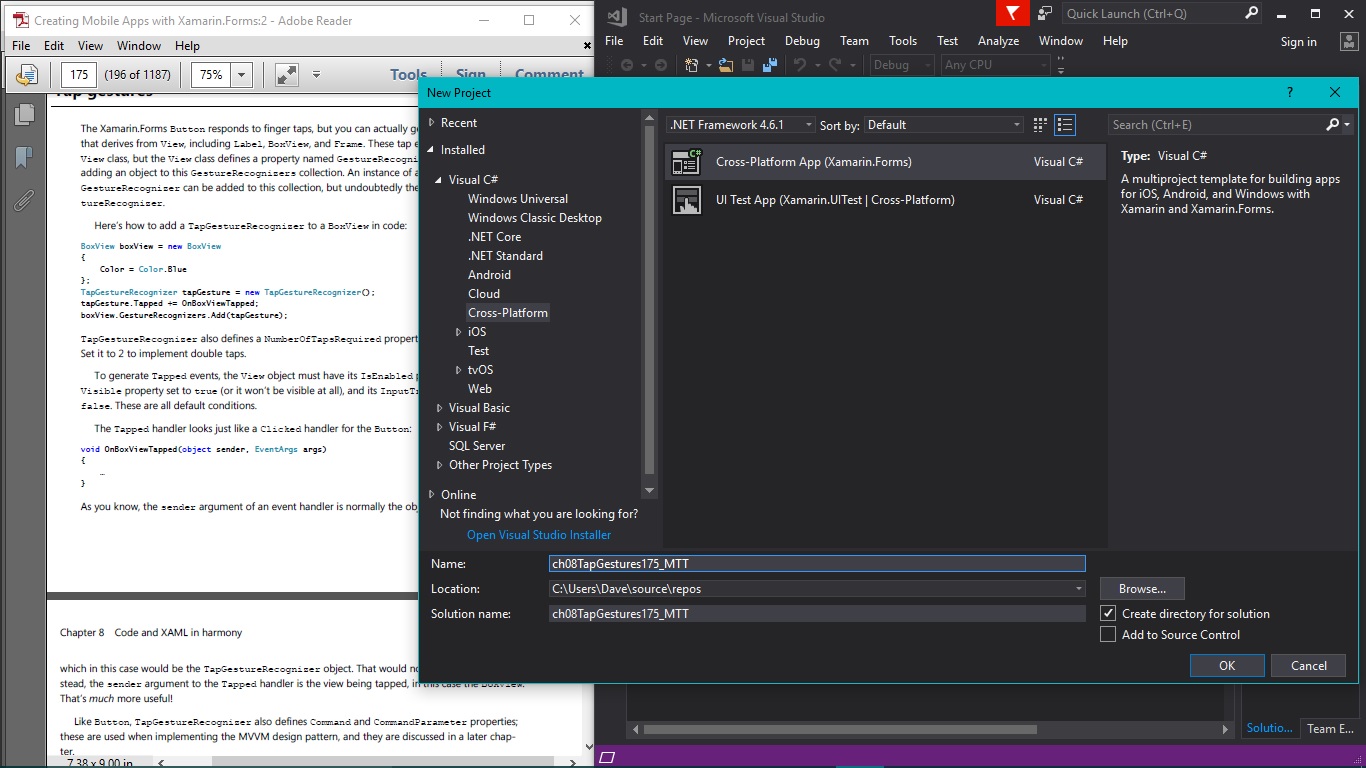 Creating Mobile Apps with Xamarin.Forms:2 - Adobe Reader
File Edit View Window Help
175 (196 of 1187) 75% Tools Sign Comment
Tap gestures
The Xamarin.Forms Button responds to finger taps, but you can actually
that derives from View, including Label, BoxView, and Frame. These tap
View class, but the View class defines a property named
adding an object to this GestureRecognizers collection. An instance of
GestureRecognizer can be added to this collection, but undoubtedly the
tureRecognizer.
Here's how to add a TapGestureRecognizer to a BoxView in code:
BoxView boxView = new BoxView
{
Color = Color.Blue
};
TapGestureRecognizer tapGesture = new TapGestureRecognizer();
tapGesture.Tapped += OnBoxViewTapped;
boxView.GestureRecognizers.Add(tapGesture);
TapGestureRecognizer also defines a NumberOfTapsRequired
Set it to 2 to implement double taps.
To generate Tapped events, the View object must have its IsEnabled
Visible property set to true (or it won't be visible at all), and its
false. These are all default conditions.
The Tapped handler looks just like a Clicked handler for the Button:
void OnBoxViewTapped(object sender, EventArgs args)
{
…
}
As you know, the sender argument of an event handler is normally the
Chapter 8 Code and XAML in harmony
which in this case would be the TapGestureRecognizer object. That would
stead, the sender argument to the Tapped handler is the view being tapped, in this case the BoxView.
That's much more useful!
Like Button, TapGestureRecognizer also defines Command and CommandParameter properties;
these are used when implementing the MVVM design pattern, and they are discussed in a later chap-
ter.
7.38 x 9.00 in
Start Page - Microsoft Visual Studio
Quick Launch (Ctrl+Q)
File Edit View Project Debug Team Tools Test Analyze Window Help
Sign in
Debug Any CPU
New Project
?
Recent
Installed
Visual C#
Windows Universal
Windows Classic Desktop
.NET Core
.NET Standard
Android
Cloud
Cross-Platform
iOS
Test
tvOS
Web
Visual Basic
Visual F#
SQL Server
Other Project Types
Online
Not finding what you are looking for?
Open Visual Studio Installer
.NET Framework 4.6.1 Sort by: Default
Cross-Platform App (Xamarin.Forms) Visual C#
UI Test App (Xamarin.UITest | Cross-Platform) Visual C#
Search (Ctrl+E)
Type: Visual C#
A multiproject template for building apps
for iOS, Android, and Windows with
Xamarin and Xamarin.Forms.
Name: ch08TapGestures175_MTT
Location: C:\Users\Dave\source\repos
Browse...
Solution name: ch08TapGestures175_MTT
Create directory for solution
Add to Source Control
OK Cancel
Solutio... Team E...